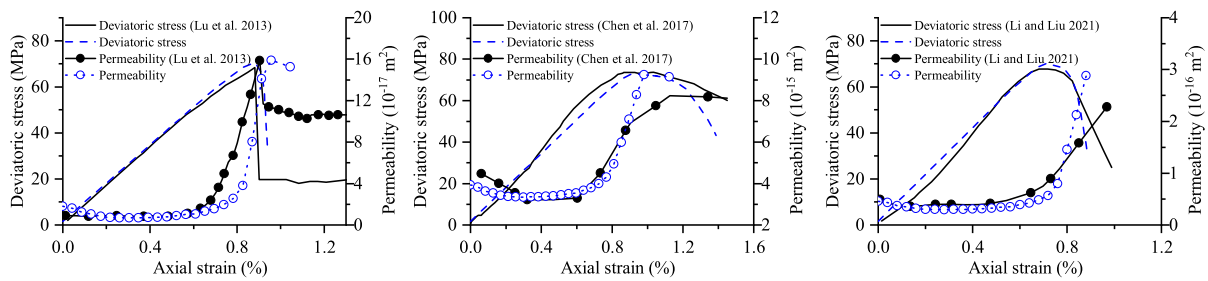 Deviatoric stress (Lu et al. 2013)
Deviatoric stress
Permeability (Lu et al. 2013)
Permeability
Deviatoric stress (MPa)
80
60
40
20
0
0.0 0.4 0.8 1.2
Axial strain (%)
20
16
12
8
4
0
Permeability (10-17 m2)
Deviatoric stress (Chen et al. 2017)
Deviatoric stress
Permeability (Chen et al. 2017)
Permeability
Deviatoric stress (MPa)
100
80
60
40
20
0
0.0 0.4 0.8 1.2 1.6
Axial strain (%)
12
10
8
6
4
2
Permeability (10-15 m2)
Deviatoric stress (Li and Liu 2021)
Deviatoric stress
Permeability (Li and Liu 2021)
Permeability
Deviatoric stress (MPa)
80
60
40
20
0
0.0 0.4 0.8 1.2
Axial strain (%)
4
3
2
1
0
Permeability (10-16 m2)